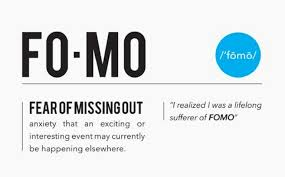 FO·MO
/ˈfōmō/
FEAR OF MISSING OUT
anxiety that an exciting or
interesting event may currently
be happening elsewhere.
"I realized I was a lifelong
sufferer of FOMO"